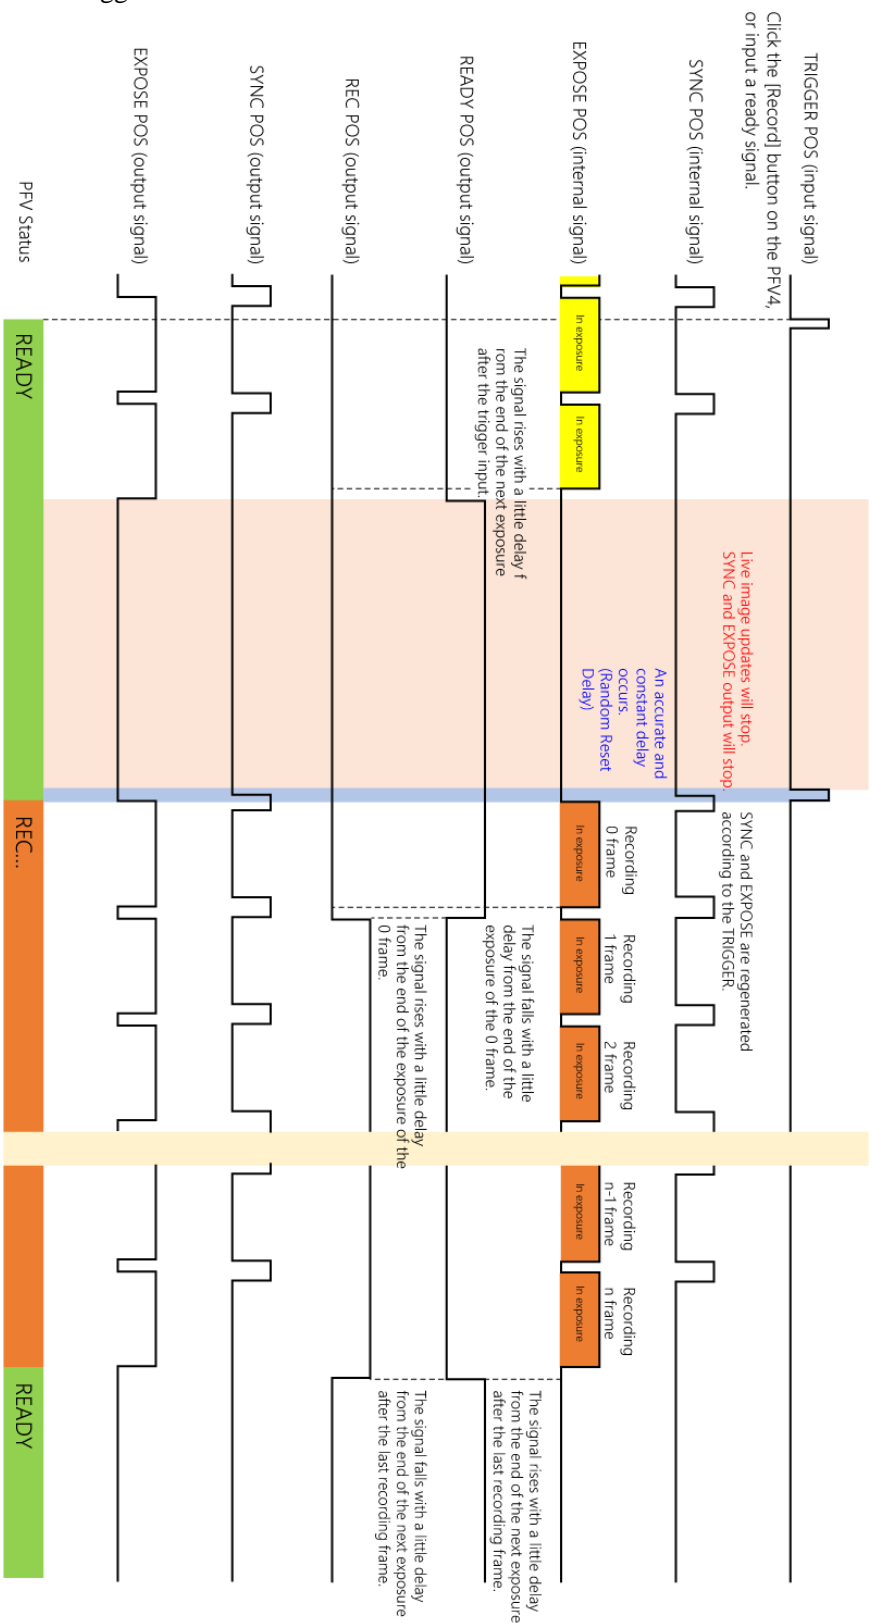 TRIGGER POS (input signal)
Click the [Record] button on the PFV4,
or input a ready signal.
SYNC POS (internal signal)
EXPOSE POS (internal signal)
READY POS (output signal)
REC POS (output signal)
SYNC POS (output signal)
EXPOSE POS (output signal)
PFV Status
Live image updates will stop.
SYNC and EXPOSE output will stop.
SYNC and EXPOSE are regenerated
according to the TRIGGER.
An accurate and
constant delay
occurs.
(Random Reset
Delay)
Recording
0 frame
Recording
1 frame
Recording
2 frame
Recording
n-1 frame
Recording
n frame
In exposure
In exposure
In exposure
In exposure
In exposure
In exposure
In exposure
The signal rises with a little delay f
rom the end of the next exposure
after the trigger input.
The signal falls with a little
delay from the end of the
exposure of the 0 frame.
The signal rises with a little delay
from the end of the next exposure
after the last recording frame.
The signal rises with a little delay
from the end of the exposure of the
0 frame.
The signal falls with a little delay
from the end of the next exposure
after the last recording frame.
READY
REC...
READY